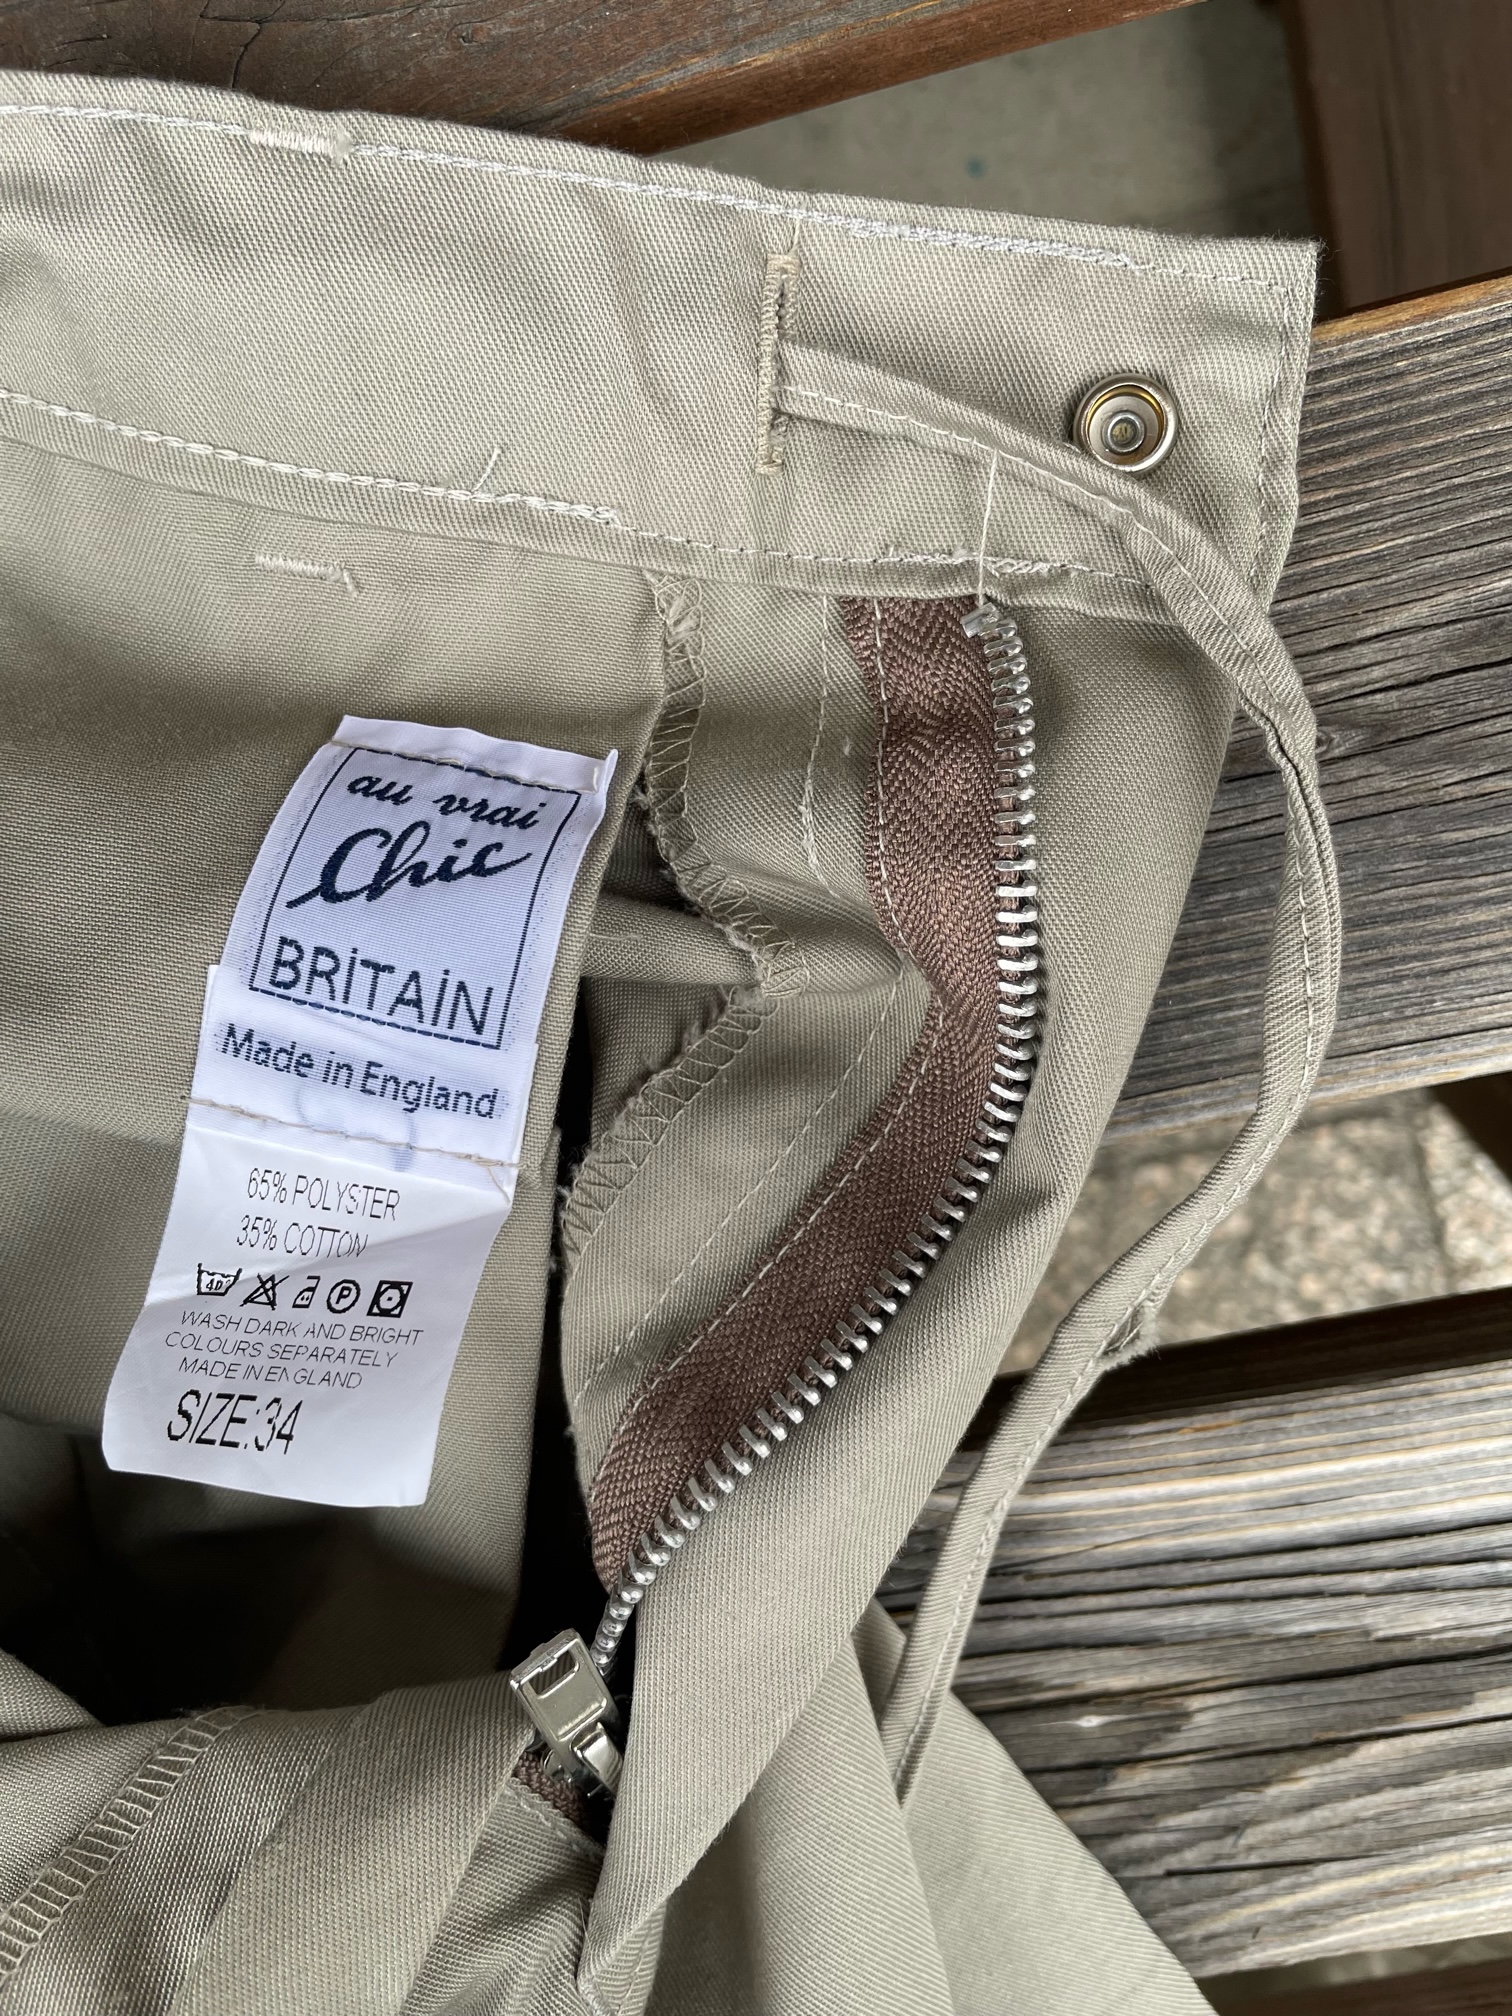 au vrai
Chic
BRiTAiN
Made in England
65% POLYSTER
35% COTTON
40° P
WASH DARK AND BRIGHT
COLOURS SEPARATELY
MADE IN ENGLAND
SIZE:34